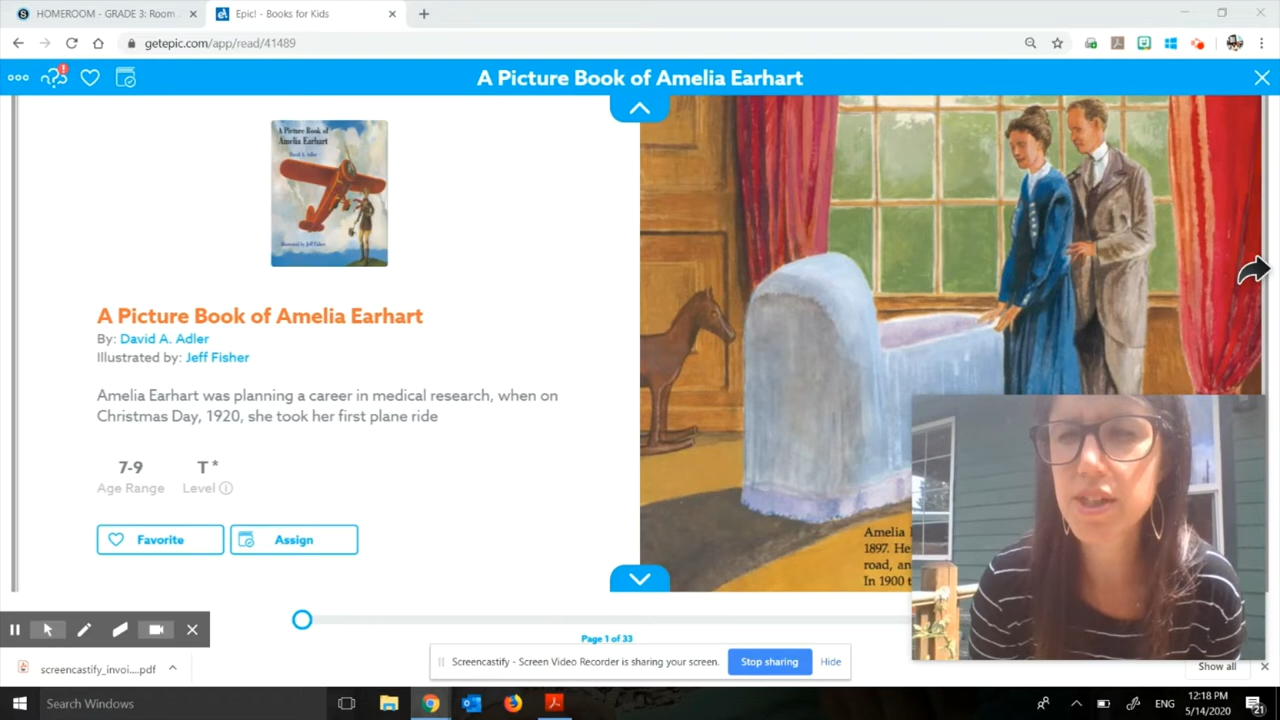 HOMEROOM - GRADE 3: Room
Epic! - Books for Kids
getepic.com/app/read/41489
A Picture Book of Amelia Earhart
A Picture Book of
Amelia Earhart
David A. Adler
Illustrated by Jeff Fisher
A Picture Book of Amelia Earhart
By: David A. Adler
Illustrated by: Jeff Fisher
Amelia Earhart was planning a career in medical research, when on
Christmas Day, 1920, she took her first plane ride
7-9 T *
Age Range Level
Favorite Assign
Amelia
1897. He
road, an
In 1900 t
Page 1 of 33
Screencastify - Screen Video Recorder is sharing your screen. Stop sharing Hide
screencastify_invoi....pdf
Show all
Search Windows
ENG
12:18 PM
5/14/2020
21